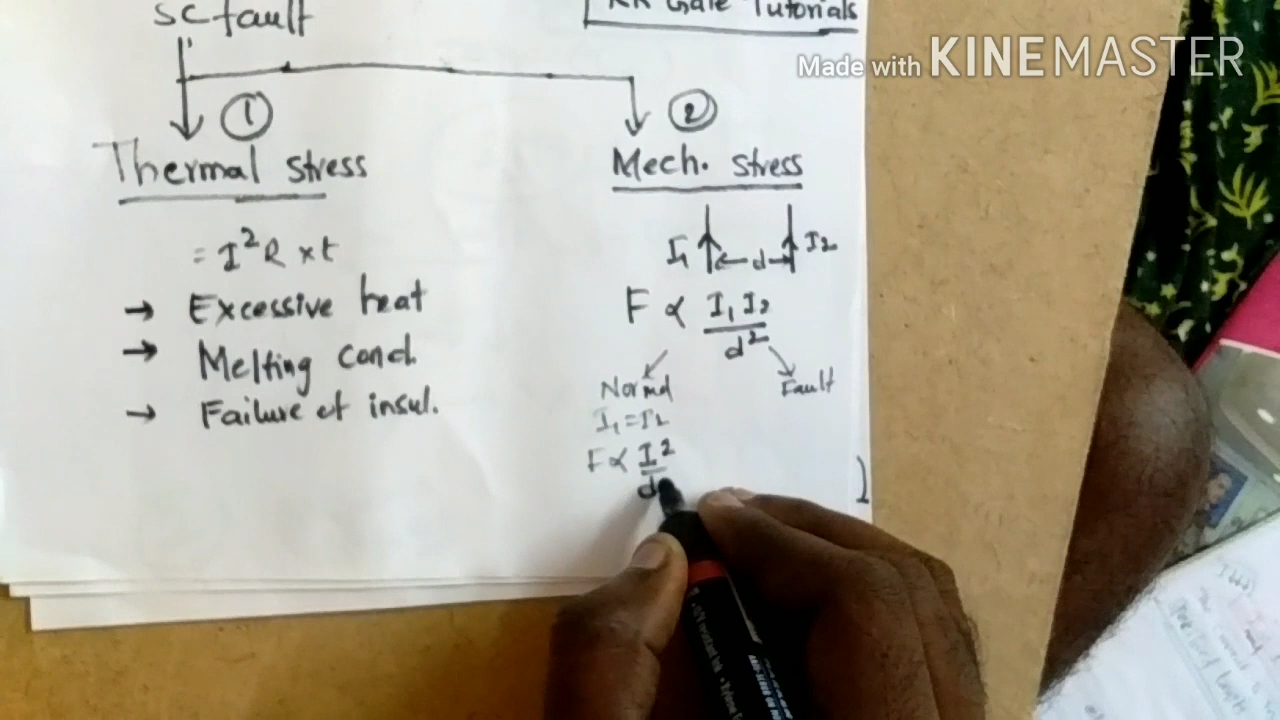 SC fault
RR Gate Tutorials
Made with KINEMASTER
①
②
Thermal stress
Mech. stress
= I²R × t
I₁ ← d → I₂
→ Excessive heat
F ∝ I₁ I₂ / d²
→ Melting cond.
Normal
Fault
→ Failure of insul.
I₁ = I₂
F ∝ I² / d